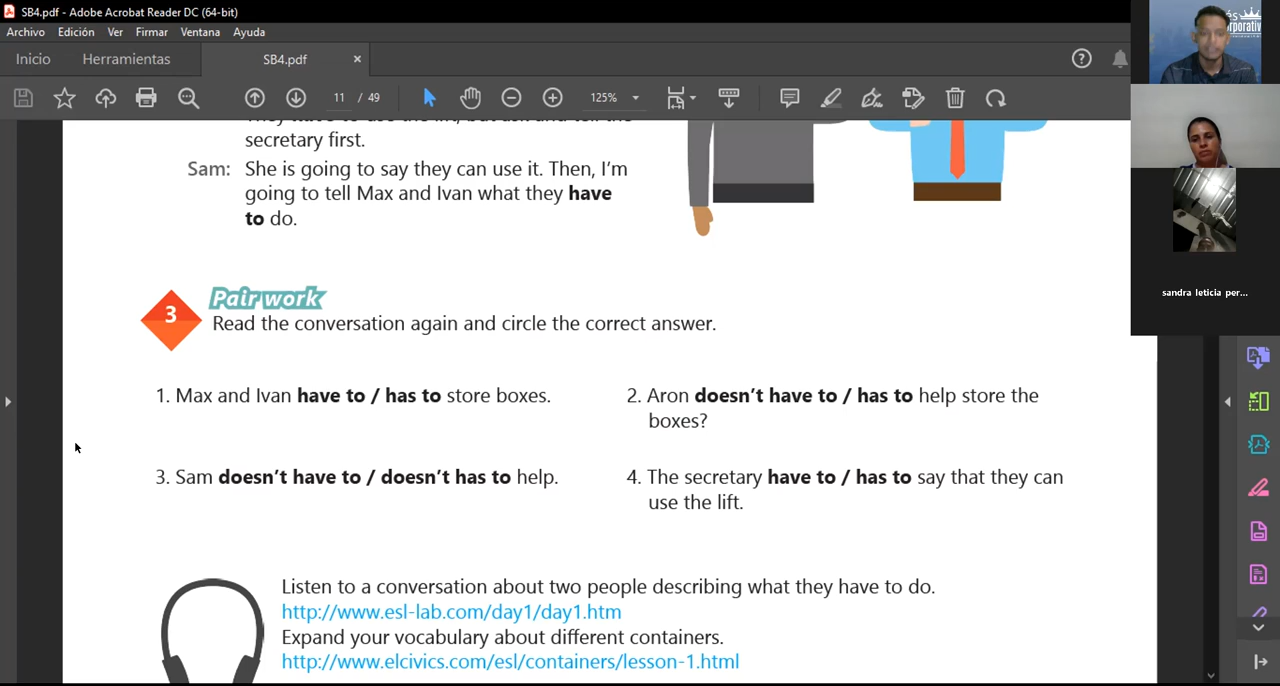 SB4.pdf - Adobe Acrobat Reader DC (64-bit)
Archivo Edición Ver Firmar Ventana Ayuda
Inicio Herramientas SB4.pdf ×
11 / 49 125%
secretary first.
Sam: She is going to say they can use it. Then, I'm
going to tell Max and Ivan what they have
to do.
3
Pair work
Read the conversation again and circle the correct answer.
1. Max and Ivan have to / has to store boxes.
2. Aron doesn't have to / has to help store the
boxes?
3. Sam doesn't have to / doesn't has to help.
4. The secretary have to / has to say that they can
use the lift.
Listen to a conversation about two people describing what they have to do.
http://www.esl-lab.com/day1/day1.htm
Expand your vocabulary about different containers.
http://www.elcivics.com/esl/containers/lesson-1.html
sandra leticia per...